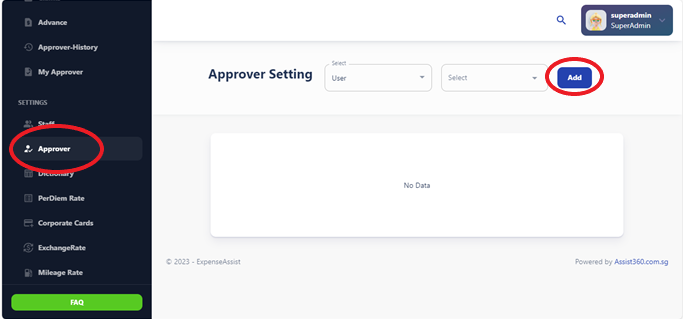 Advance
Approver-History
My Approver
SETTINGS
Staff
Approver
Dictionary
PerDiem Rate
Corporate Cards
ExchangeRate
Mileage Rate
FAQ
superadmin
SuperAdmin
Approver Setting
Select
User
Select
Add
No Data
© 2023 - ExpenseAssist
Powered by Assist360.com.sg